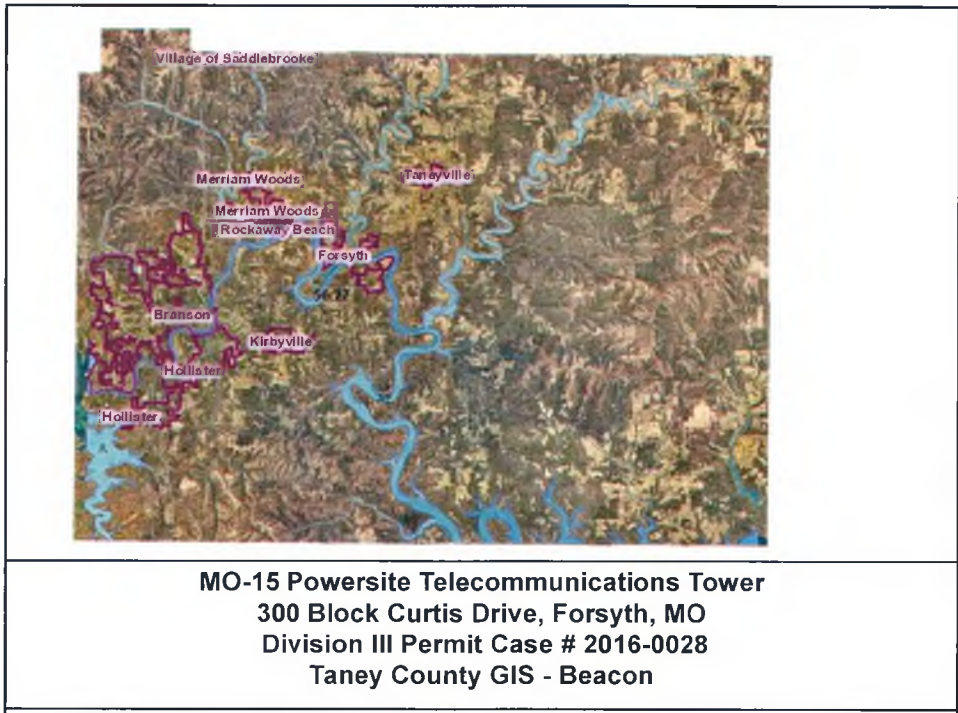 Village of Saddlebrooke
Merriam Woods
Taneyville
Merriam Woods
Rockaway Beach
Forsyth
Branson
Kirbyville
Hollister
Hollister
MO-15 Powersite Telecommunications Tower
300 Block Curtis Drive, Forsyth, MO
Division III Permit Case # 2016-0028
Taney County GIS - Beacon